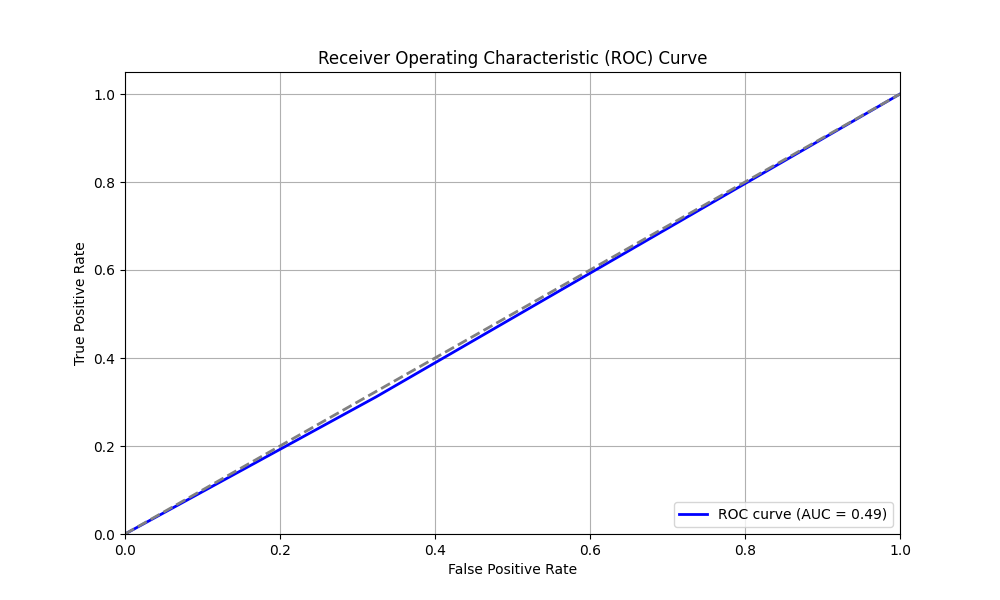 Receiver Operating Characteristic (ROC) Curve
1.0
0.8
0.6
0.4
0.2
0.0
True Positive Rate
ROC curve (AUC = 0.49)
0.0 0.2 0.4 0.6 0.8 1.0
False Positive Rate